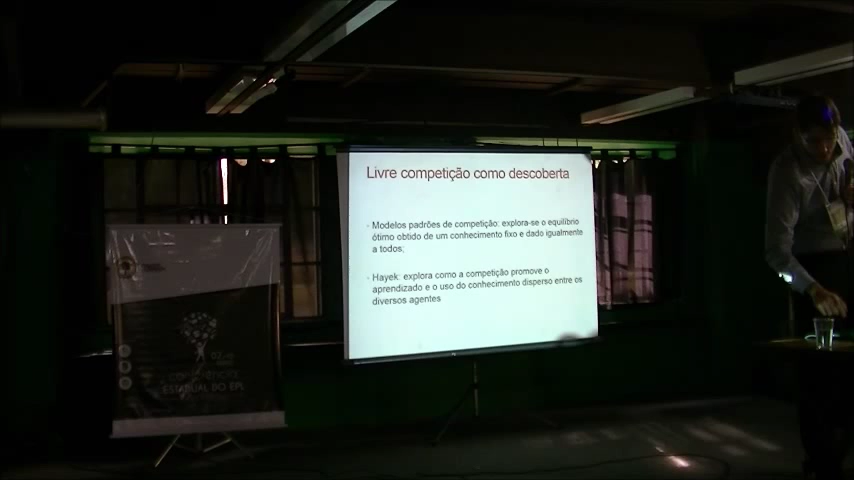 Livre competição como descoberta
Modelos padrões de competição: explora-se o equilíbrio
ótimo obtido de um conhecimento fixo e dado igualmente
a todos;
Hayek: explora como a competição promove o
aprendizado e o uso do conhecimento disperso entre os
diversos agentes
02
ESTADUAL DO EPL